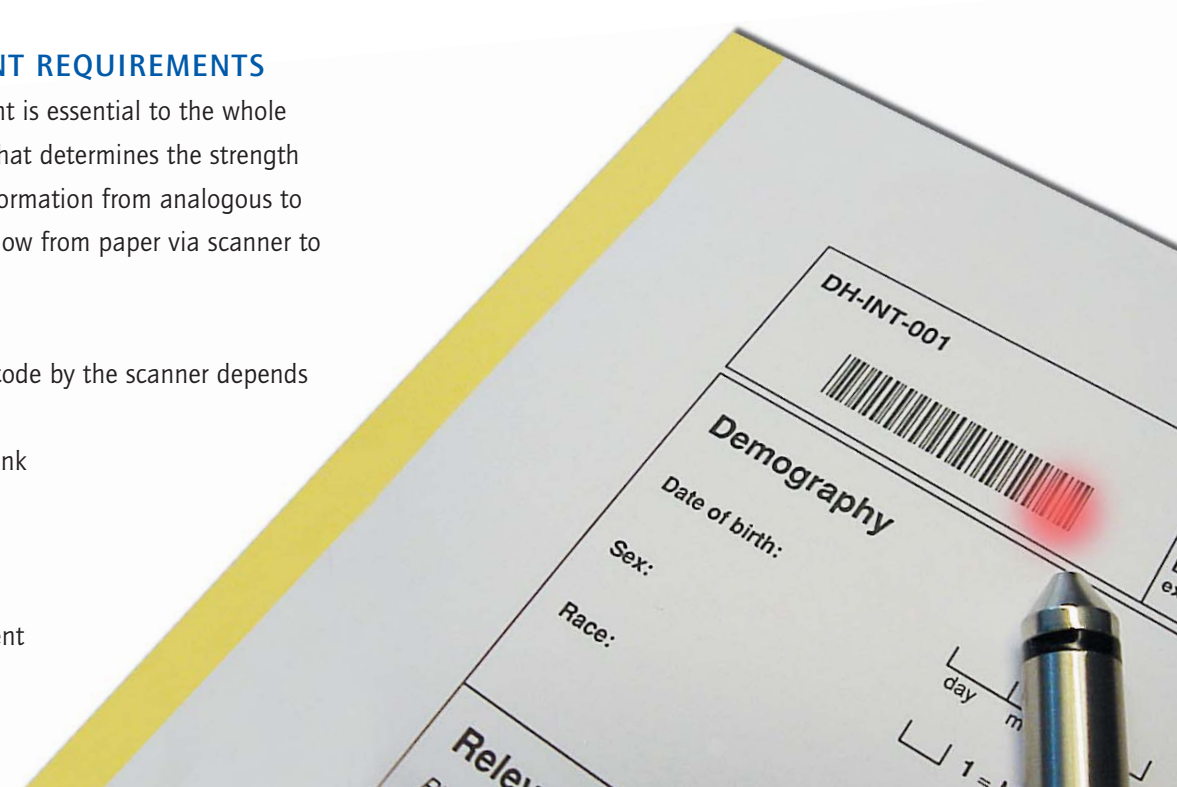 NT REQUIREMENTS
nt is essential to the whole
hat determines the strength
ormation from analogous to
ow from paper via scanner to
code by the scanner depends
nk
ent
DH-INT-001
Demography
Date of birth:
Sex:
Race:
day
m
1 =
Relev